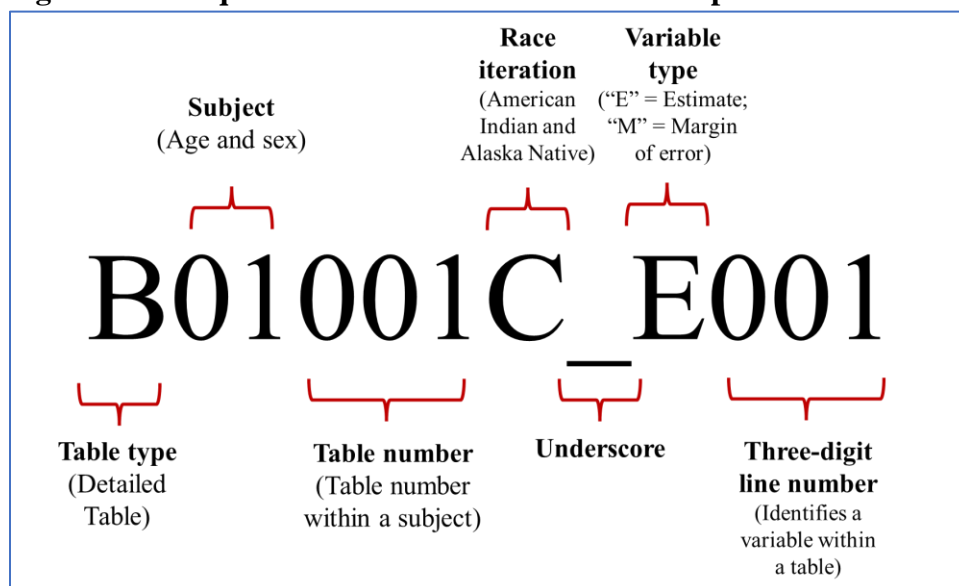 Race
iteration
(American
Indian and
Alaska Native)
Variable
type
(“E” = Estimate;
“M” = Margin
of error)
Subject
(Age and sex)
B01001C_E001
Table type
(Detailed
Table)
Table number
(Table number
within a subject)
Underscore
Three-digit
line number
(Identifies a
variable within
a table)